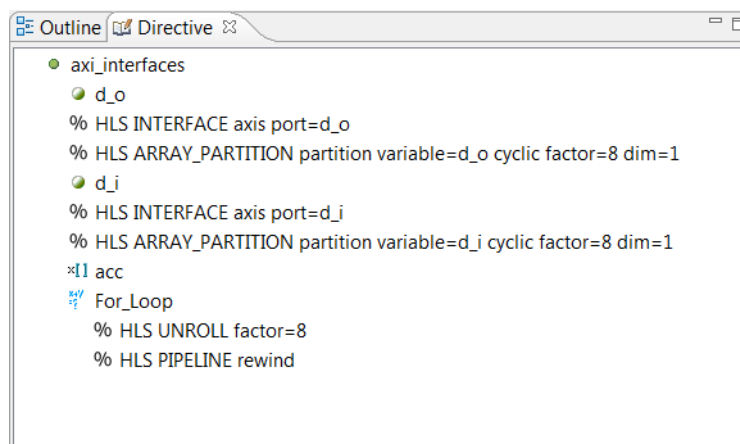 Outline Directive
axi_interfaces
d_o
% HLS INTERFACE axis port=d_o
% HLS ARRAY_PARTITION partition variable=d_o cyclic factor=8 dim=1
d_i
% HLS INTERFACE axis port=d_i
% HLS ARRAY_PARTITION partition variable=d_i cyclic factor=8 dim=1
acc
For_Loop
% HLS UNROLL factor=8
% HLS PIPELINE rewind